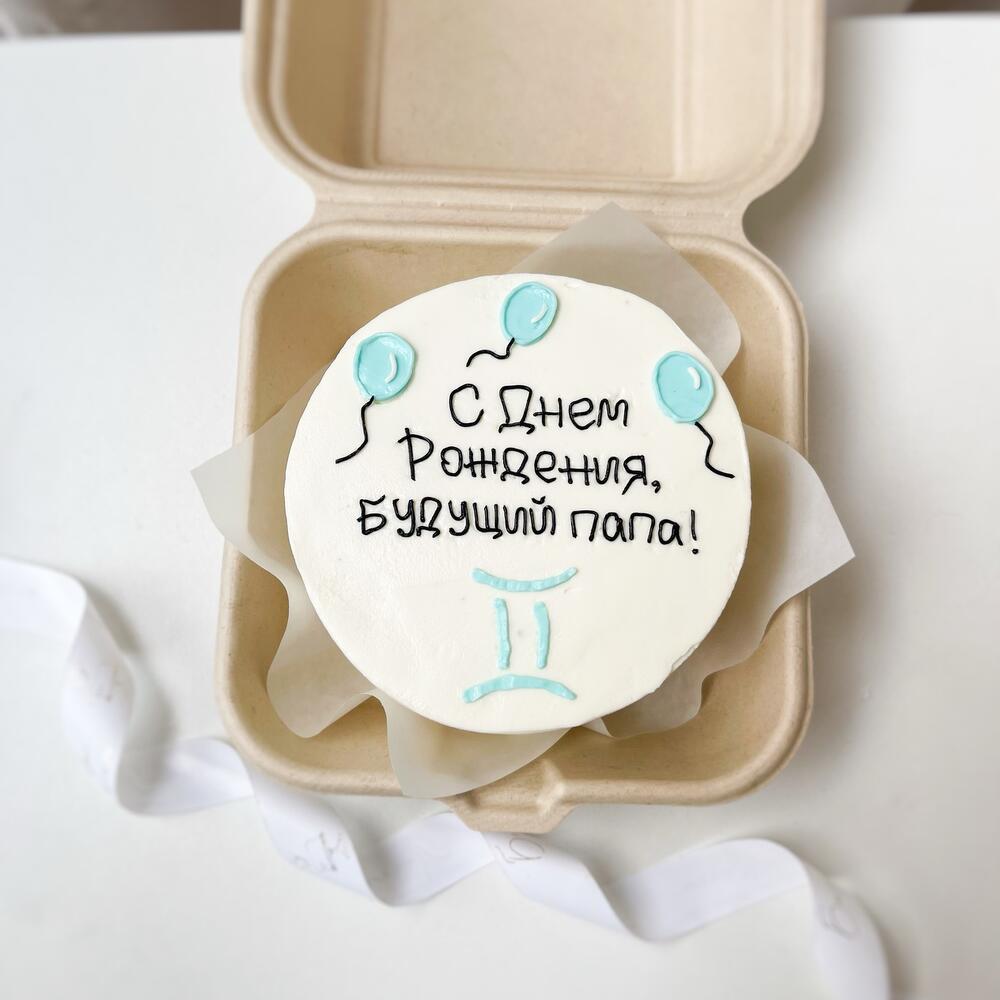 С Днем
Рождения,
будущий папа!